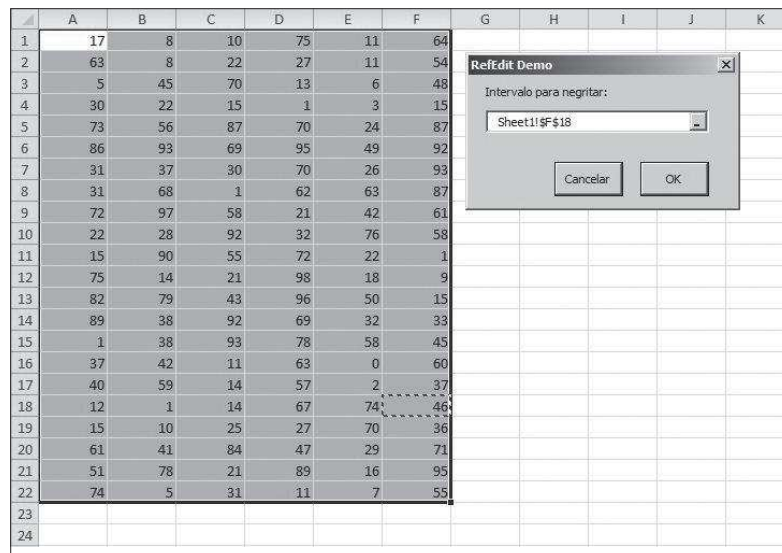 A B C D E F G H I J K
1 17 8 10 75 11 64
2 63 8 22 27 11 54
3 5 45 70 13 6 48
4 30 22 15 1 3 15
5 73 56 87 70 24 87
6 86 93 69 95 49 92
7 31 37 30 70 26 93
8 31 68 1 62 63 87
9 72 97 58 21 42 61
10 22 28 92 32 76 58
11 15 90 55 72 22 1
12 75 14 21 98 18 9
13 82 79 43 96 50 15
14 89 38 92 69 32 33
15 1 38 93 78 58 45
16 37 42 11 63 0 60
17 40 59 14 57 2 37
18 12 1 14 67 74 46
19 15 10 25 27 70 36
20 61 41 84 47 29 71
21 51 78 21 89 16 95
22 74 5 31 11 7 55
23
24
RefEdit Demo
Intervalo para negritar:
Sheet1!$F$18
Cancelar OK